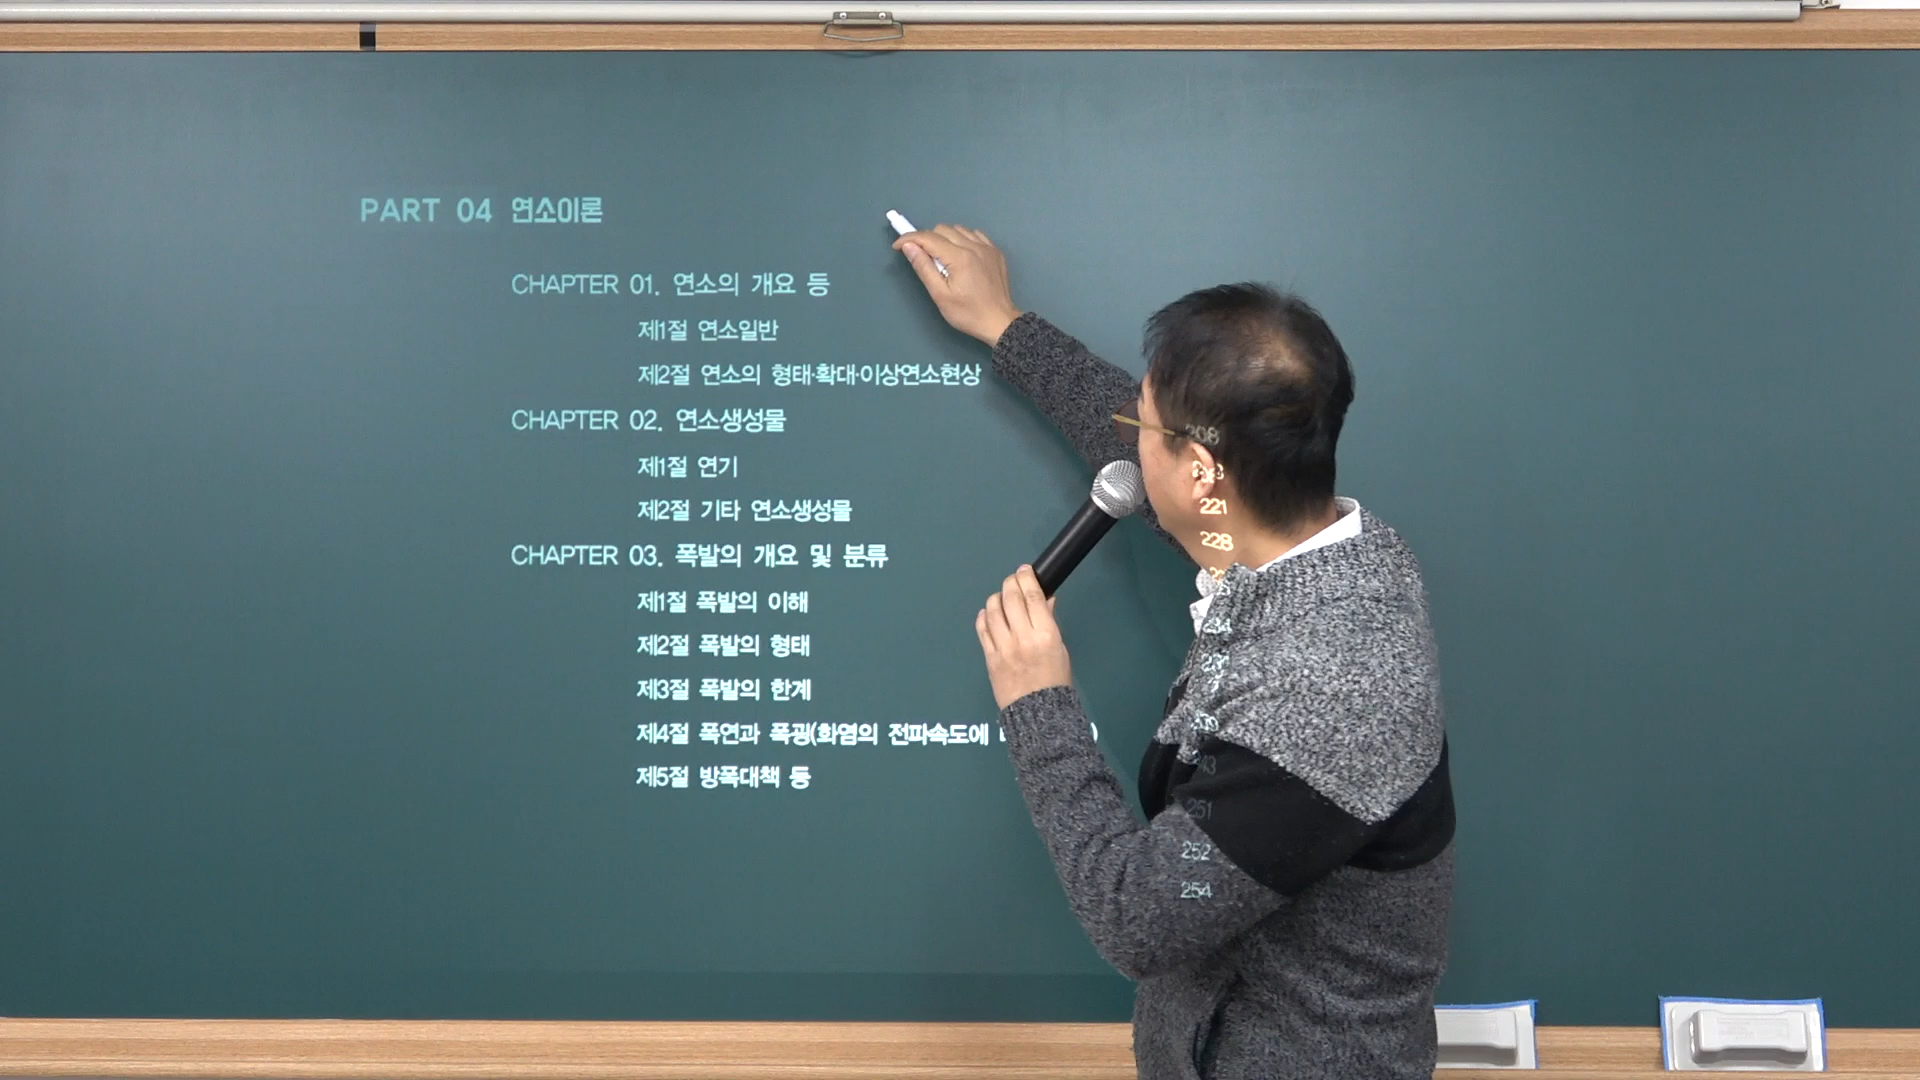 PART 04 연소이론
CHAPTER 01. 연소의 개요 등 208
제1절 연소일반
제2절 연소의 형태·확대·이상연소현상 221
CHAPTER 02. 연소생성물 228
제1절 연기
제2절 기타 연소생성물 234
CHAPTER 03. 폭발의 개요 및 분류
제1절 폭발의 이해
제2절 폭발의 형태
제3절 폭발의 한계 251
제4절 폭연과 폭굉(화염의 전파속도에 ) 252
제5절 방폭대책 등 254